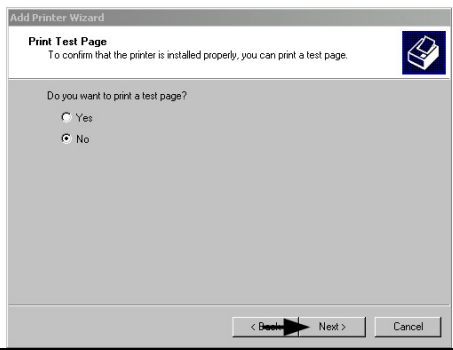 Add Printer Wizard
Print Test Page
To confirm that the printer is installed properly, you can print a test page.
Do you want to print a test page?
Yes
No
< Back Next > Cancel